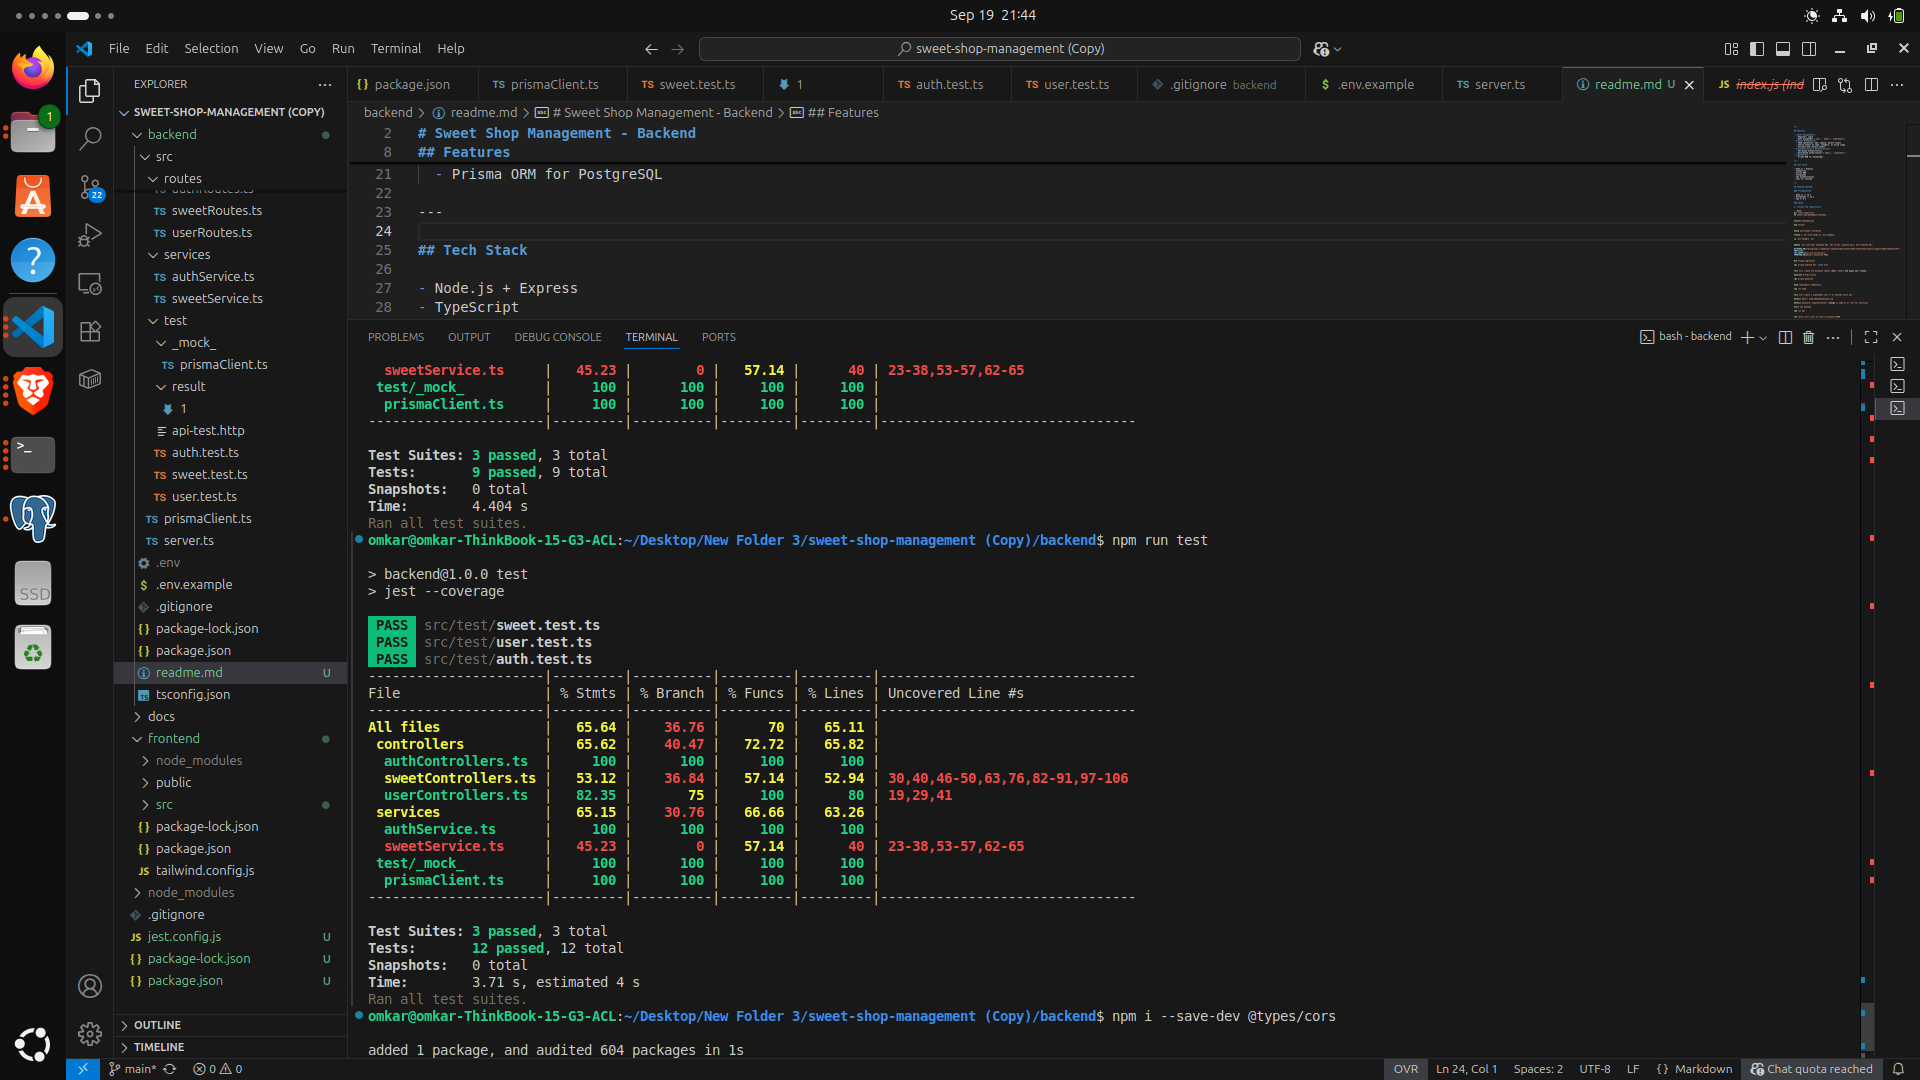 Sep 19 21:44
File Edit Selection View Go Run Terminal Help
sweet-shop-management (Copy)
EXPLORER
SWEET-SHOP-MANAGEMENT (COPY)
backend
src
routes
sweetRoutes.ts
userRoutes.ts
services
authService.ts
sweetService.ts
test
_mock_
prismaClient.ts
result
1
api-test.http
auth.test.ts
sweet.test.ts
user.test.ts
prismaClient.ts
server.ts
.env
.env.example
.gitignore
package-lock.json
package.json
readme.md U
tsconfig.json
docs
frontend
node_modules
public
src
package-lock.json
package.json
tailwind.config.js
node_modules
.gitignore
jest.config.js U
package-lock.json U
package.json U
OUTLINE
TIMELINE
1
22
SSD
package.json prismaClient.ts sweet.test.ts 1 auth.test.ts user.test.ts .gitignore backend .env.example server.ts readme.md U index.js (Ind
backend > readme.md > # Sweet Shop Management - Backend > ## Features
2 # Sweet Shop Management - Backend
8 ## Features
21 - Prisma ORM for PostgreSQL
22
23 ---
24
25 ## Tech Stack
26
27 - Node.js + Express
28 - TypeScript
PROBLEMS OUTPUT DEBUG CONSOLE TERMINAL PORTS
bash - backend
sweetService.ts | 45.23 | 0 | 57.14 | 40 | 23-38,53-57,62-65
test/_mock_ | 100 | 100 | 100 | 100 |
prismaClient.ts | 100 | 100 | 100 | 100 |
----------------------|---------|----------|---------|---------|--------------------------------
Test Suites: 3 passed, 3 total
Tests: 9 passed, 9 total
Snapshots: 0 total
Time: 4.404 s
Ran all test suites.
omkar@omkar-ThinkBook-15-G3-ACL:~/Desktop/New Folder 3/sweet-shop-management (Copy)/backend$ npm run test
> backend@1.0.0 test
> jest --coverage
PASS src/test/sweet.test.ts
PASS src/test/user.test.ts
PASS src/test/auth.test.ts
----------------------|---------|----------|---------|---------|--------------------------------
File | % Stmts | % Branch | % Funcs | % Lines | Uncovered Line #s
----------------------|---------|----------|---------|---------|--------------------------------
All files | 65.64 | 36.76 | 70 | 65.11 |
controllers | 65.62 | 40.47 | 72.72 | 65.82 |
authControllers.ts | 100 | 100 | 100 | 100 |
sweetControllers.ts | 53.12 | 36.84 | 57.14 | 52.94 | 30,40,46-50,63,76,82-91,97-106
userControllers.ts | 82.35 | 75 | 100 | 80 | 19,29,41
services | 65.15 | 30.76 | 66.66 | 63.26 |
authService.ts | 100 | 100 | 100 | 100 |
sweetService.ts | 45.23 | 0 | 57.14 | 40 | 23-38,53-57,62-65
test/_mock_ | 100 | 100 | 100 | 100 |
prismaClient.ts | 100 | 100 | 100 | 100 |
----------------------|---------|----------|---------|---------|--------------------------------
Test Suites: 3 passed, 3 total
Tests: 12 passed, 12 total
Snapshots: 0 total
Time: 3.71 s, estimated 4 s
Ran all test suites.
omkar@omkar-ThinkBook-15-G3-ACL:~/Desktop/New Folder 3/sweet-shop-management (Copy)/backend$ npm i --save-dev @types/cors
added 1 package, and audited 604 packages in 1s
main* 0 0 OVR Ln 24, Col 1 Spaces: 2 UTF-8 LF {} Markdown Chat quota reached